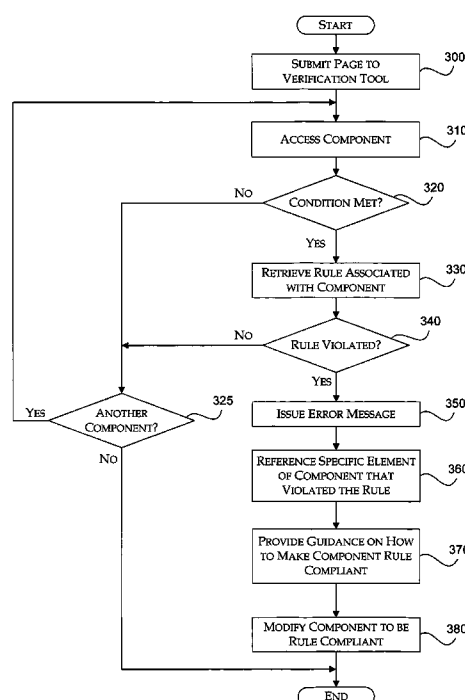 START
SUBMIT PAGE TO
VERIFICATION TOOL
300
ACCESS COMPONENT
310
CONDITION MET?
320
NO
YES
RETRIEVE RULE ASSOCIATED
WITH COMPONENT
330
RULE VIOLATED?
340
NO
YES
ANOTHER
COMPONENT?
325
YES
NO
ISSUE ERROR MESSAGE
350
REFERENCE SPECIFIC ELEMENT
OF COMPONENT THAT
VIOLATED THE RULE
360
PROVIDE GUIDANCE ON HOW
TO MAKE COMPONENT RULE
COMPLIANT
370
MODIFY COMPONENT TO BE
RULE COMPLIANT
380
END